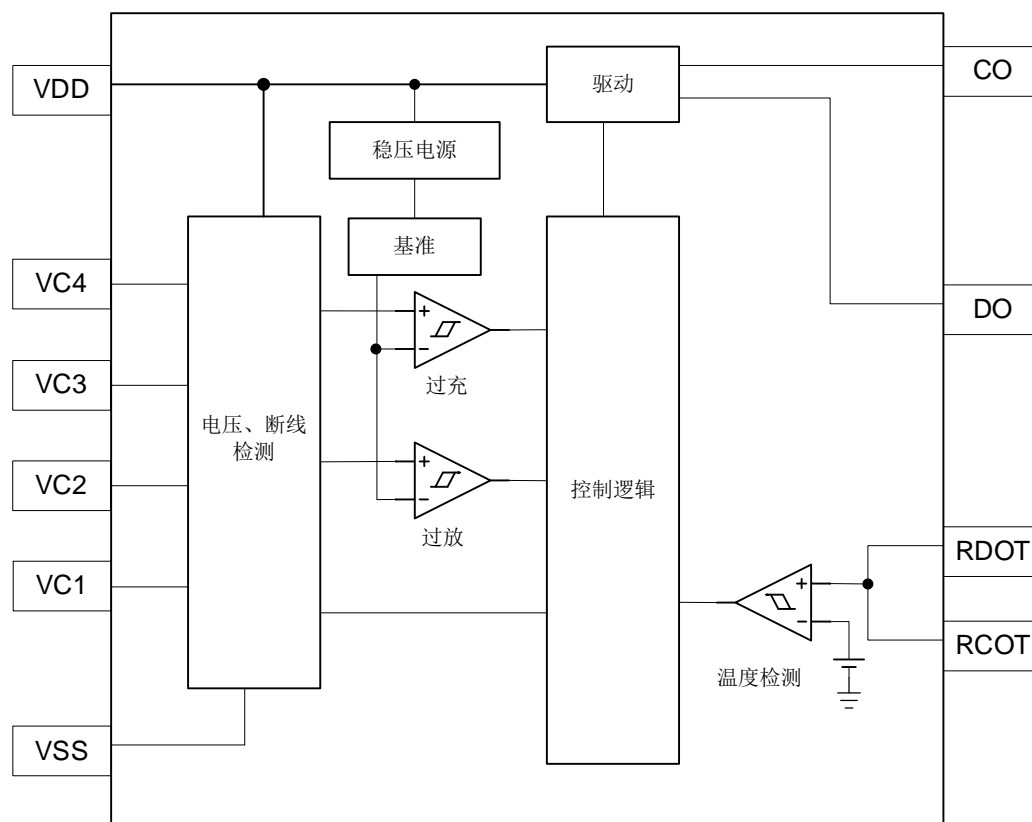 VDD
驱动
CO
稳压电源
基准
VC4
DO
+
−
过充
VC3
电压、断线
检测
VC2
+
−
过放
控制逻辑
VC1
RDOT
+
−
温度检测
RCOT
VSS